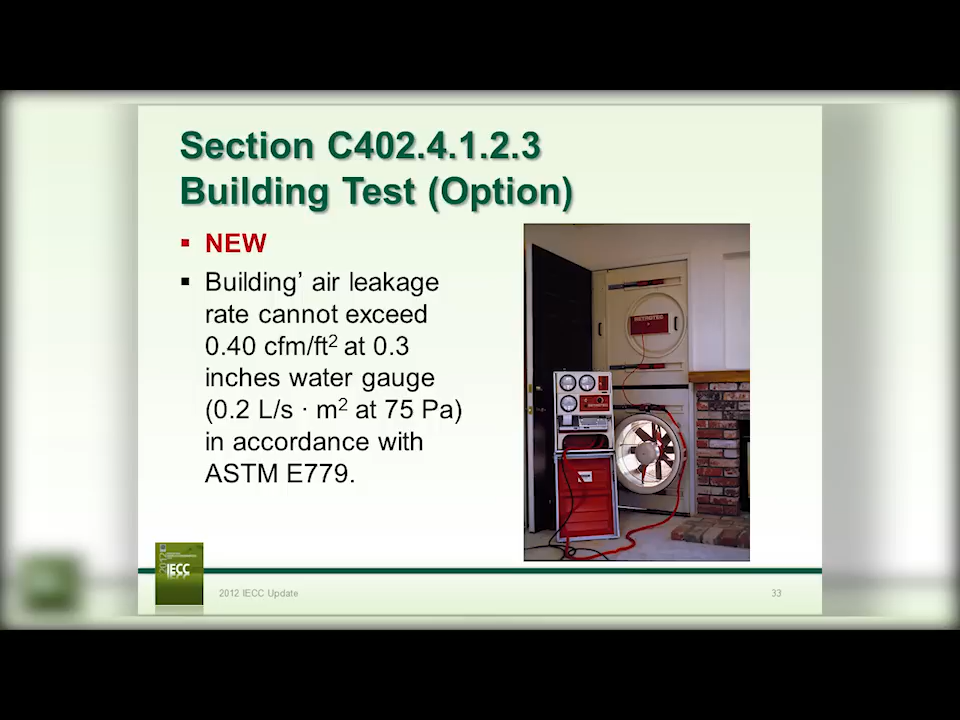 Section C402.4.1.2.3
Building Test (Option)
▪ NEW
▪ Building’ air leakage
rate cannot exceed
0.40 cfm/ft² at 0.3
inches water gauge
(0.2 L/s · m² at 75 Pa)
in accordance with
ASTM E779.
2012
IECC
2012 IECC Update
33